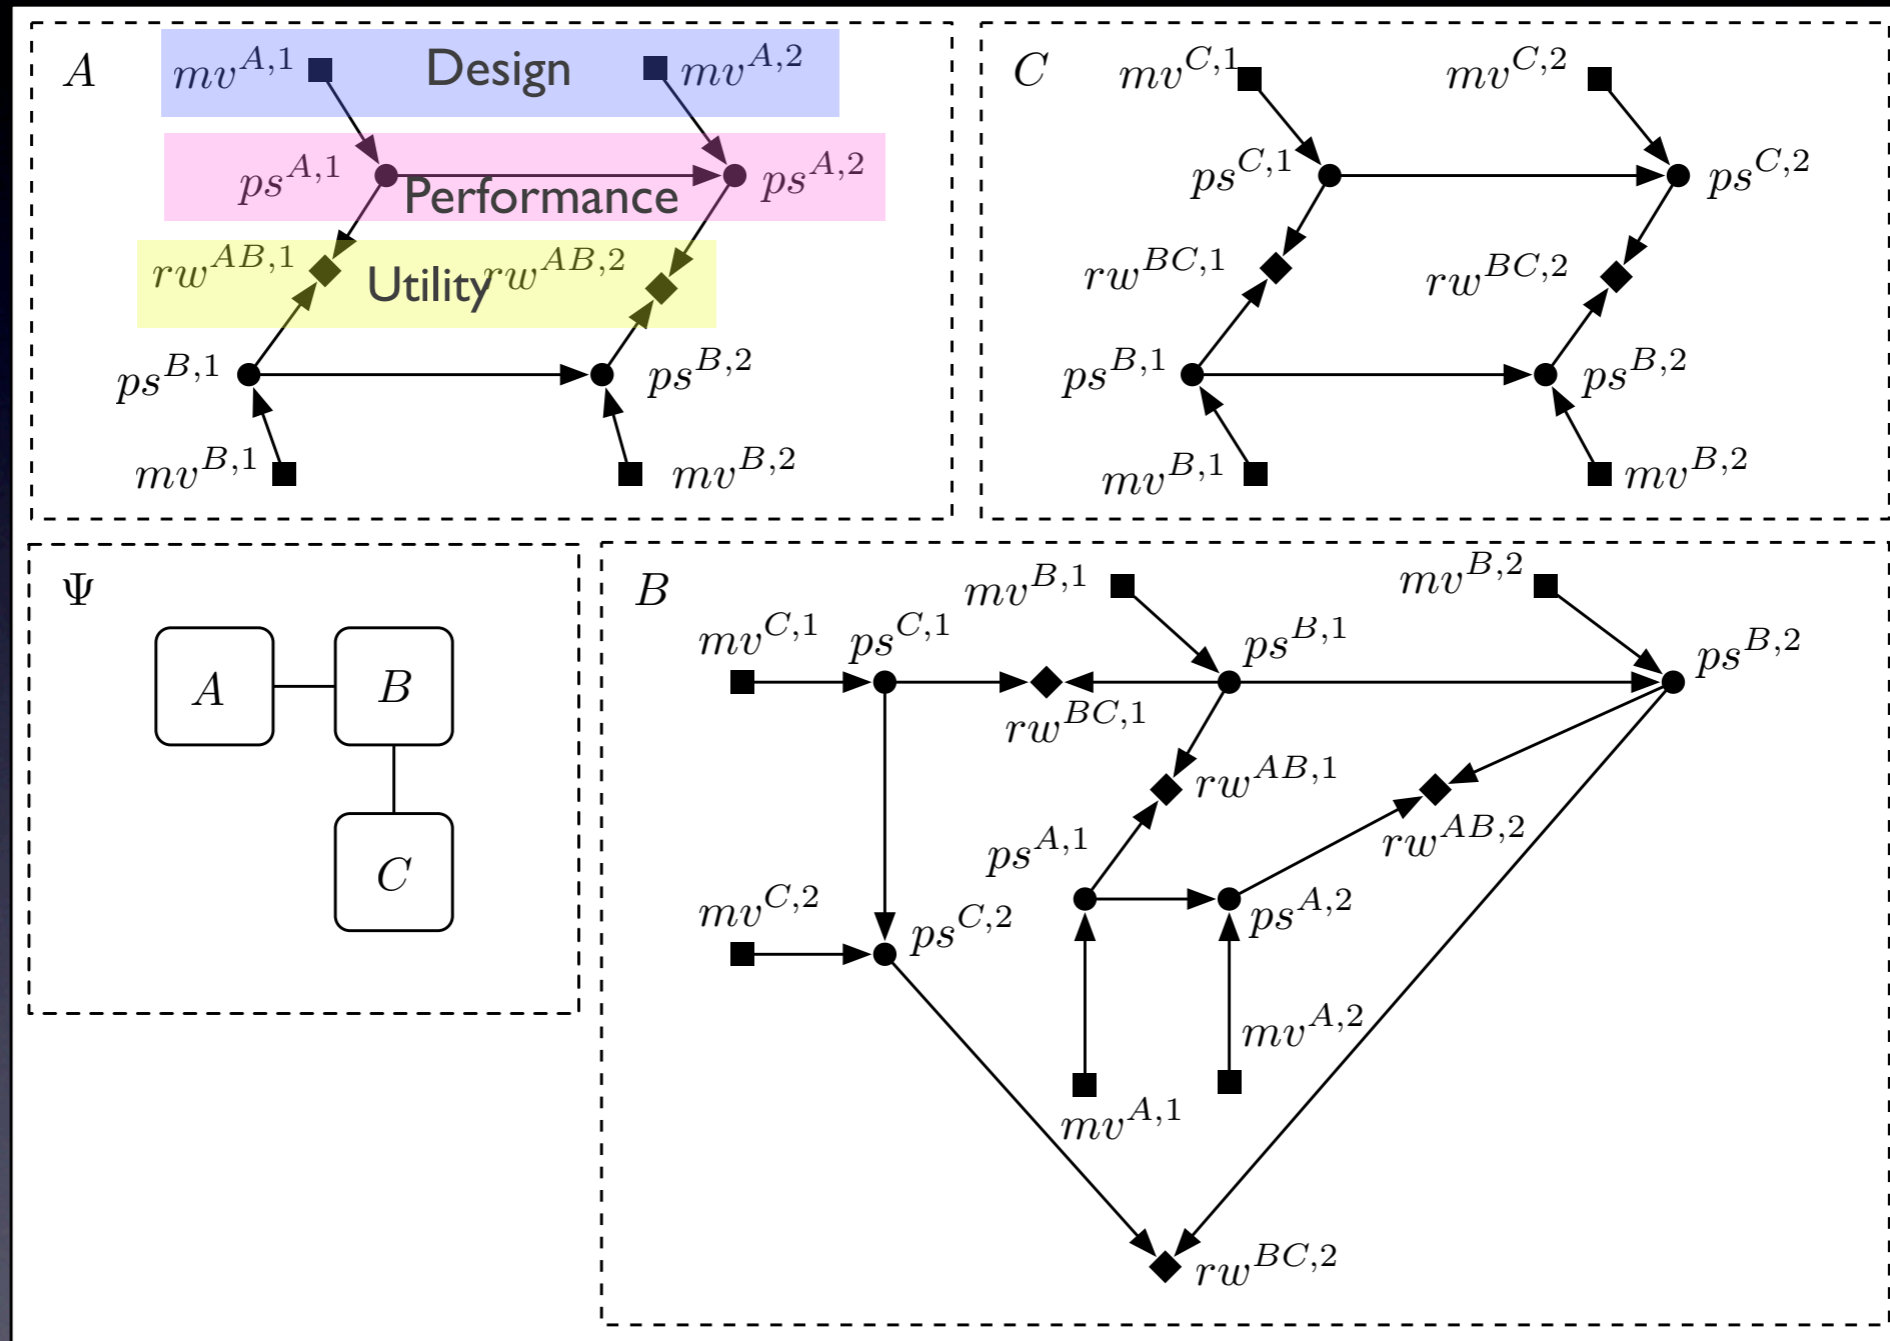 A
mv^{A,1} Design mv^{A,2}
ps^{A,1} Performance ps^{A,2}
rw^{AB,1} Utility rw^{AB,2}
ps^{B,1} ps^{B,2}
mv^{B,1} mv^{B,2}
C
mv^{C,1} mv^{C,2}
ps^{C,1} ps^{C,2}
rw^{BC,1} rw^{BC,2}
ps^{B,1} ps^{B,2}
mv^{B,1} mv^{B,2}
Ψ
A B
C
B
mv^{B,1} mv^{B,2}
mv^{C,1} ps^{C,1} ps^{B,1} ps^{B,2}
rw^{BC,1}
rw^{AB,1}
ps^{A,1} rw^{AB,2}
mv^{C,2} ps^{C,2} ps^{A,2}
mv^{A,2}
mv^{A,1}
rw^{BC,2}